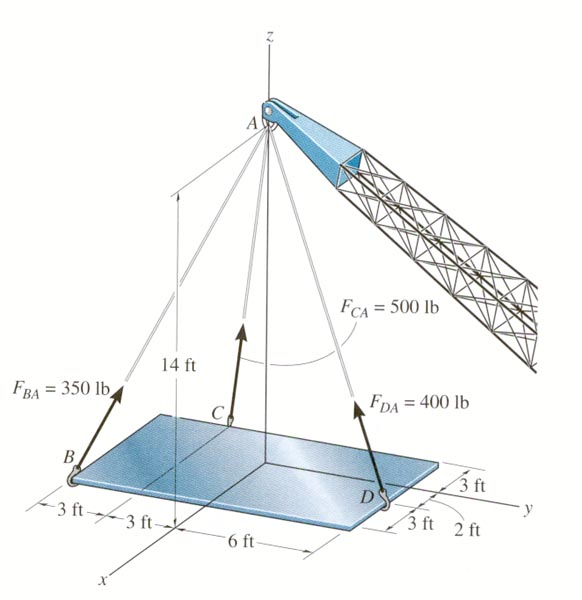 z
A
F_CA = 500 lb
14 ft
F_BA = 350 lb
F_DA = 400 lb
C
B
D
3 ft
3 ft
3 ft
3 ft
2 ft
y
6 ft
x